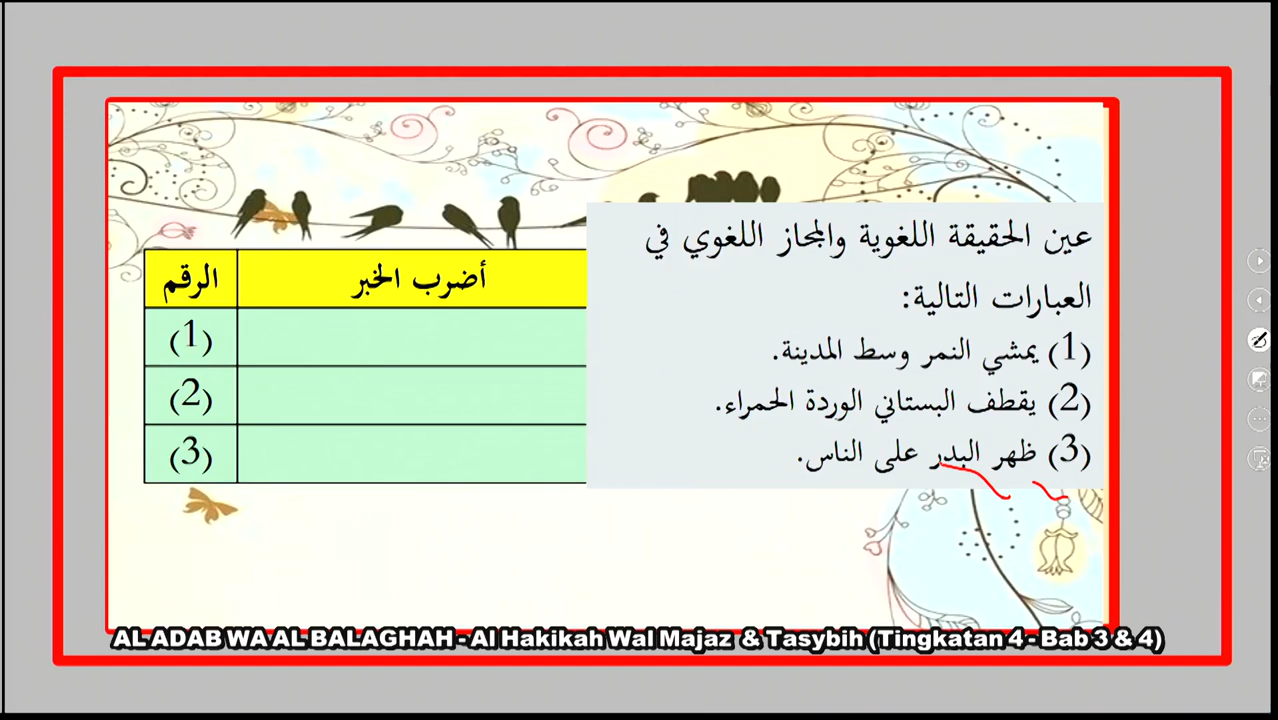 عين الحقيقة اللغوية والمجاز اللغوي في
العبارات التالية:
(1) يمشي النمر وسط المدينة.
(2) يقطف البستاني الوردة الحمراء.
(3) ظهر البدر على الناس.
أضرب الخبر
الرقم
(1)
(2)
(3)
AL ADAB WA AL BALAGHAH - Al Hakikah Wal Majaz & Tasybih (Tingkatan 4 - Bab 3 & 4)